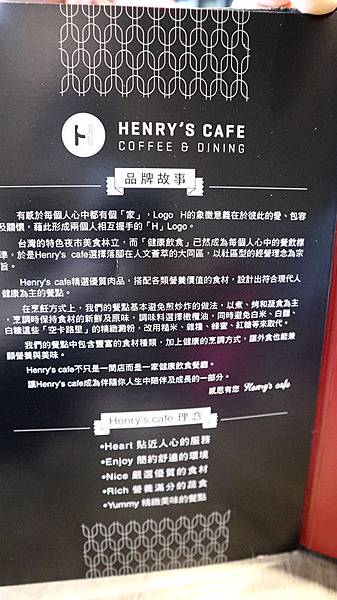 HENRY'S CAFE
COFFEE & DINING
品牌故事
有感於每個人心中都有個「家」，Logo H的象徵意義在於彼此的愛、包容
及關懷，藉此形成兩個人相互握手的「H」Logo。
台灣的特色夜市美食林立，而「健康飲食」已然成為每個人心中的餐飲標
準，於是Henry's cafe選擇落腳在人文薈萃的大同區，以社區型的經營理念為宗
旨。
Henry's cafe精選優質肉品，搭配各類營養價值的食材，設計出符合現代人
健康為主的餐點。
在烹飪方式上，我們的餐點基本避免煎炒炸的做法，以煮、烤和蔬食為主
，烹調時保持食材的新鮮及原味，調味料選擇橄欖油，同時避免白米、白麵、
白糖這些「空卡路里」的精緻澱粉，改用糙米、雜糧、蜂蜜、紅糖等來取代。
我們的餐點中包含豐富的食材種類，加上健康的烹調方式，讓外食也能兼
顧營養與美味。
Henry's cafe不只是一間店而是一家健康飲食餐廳。
讓Henry's cafe成為伴隨你人生中陪伴及成長的一部分。
感恩有您 Henry's cafe
Henry's cafe 理念
•Heart 貼近人心的服務
•Enjoy 簡約舒適的環境
•Nice 嚴選優質的食材
•Rich 營養滿分的蔬食
•Yummy 精緻美味的餐點